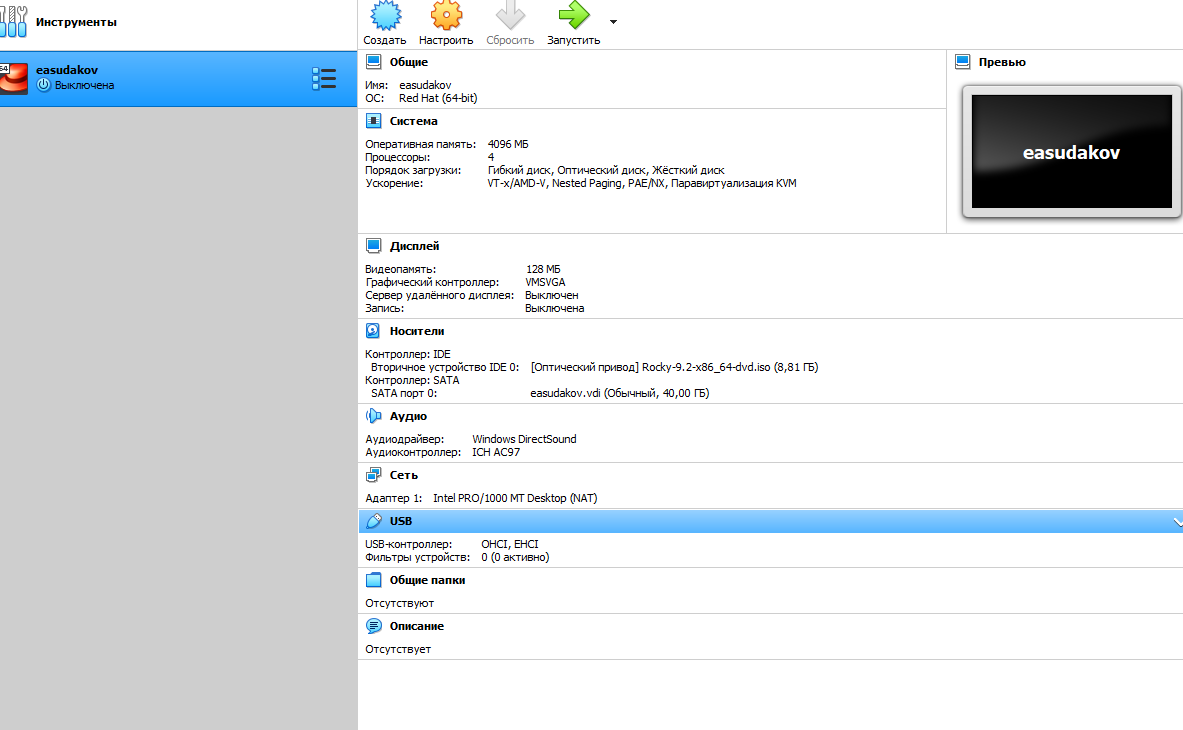 Инструменты
64
easudakov
Выключена
Создать
Настроить
Сбросить
Запустить
Общие
Имя: easudakov
ОС: Red Hat (64-bit)
Превью
easudakov
Система
Оперативная память: 4096 МБ
Процессоры: 4
Порядок загрузки: Гибкий диск, Оптический диск, Жёсткий диск
Ускорение: VT-x/AMD-V, Nested Paging, PAE/NX, Паравиртуализация KVM
Дисплей
Видеопамять: 128 МБ
Графический контроллер: VMSVGA
Сервер удалённого дисплея: Выключен
Запись: Выключена
Носители
Контроллер: IDE
Вторичное устройство IDE 0: [Оптический привод] Rocky-9.2-x86_64-dvd.iso (8,81 ГБ)
Контроллер: SATA
SATA порт 0: easudakov.vdi (Обычный, 40,00 ГБ)
Аудио
Аудиодрайвер: Windows DirectSound
Аудиоконтроллер: ICH AC97
Сеть
Адаптер 1: Intel PRO/1000 MT Desktop (NAT)
USB
USB-контроллер: OHCI, EHCI
Фильтры устройств: 0 (0 активно)
Общие папки
Отсутствуют
Описание
Отсутствует